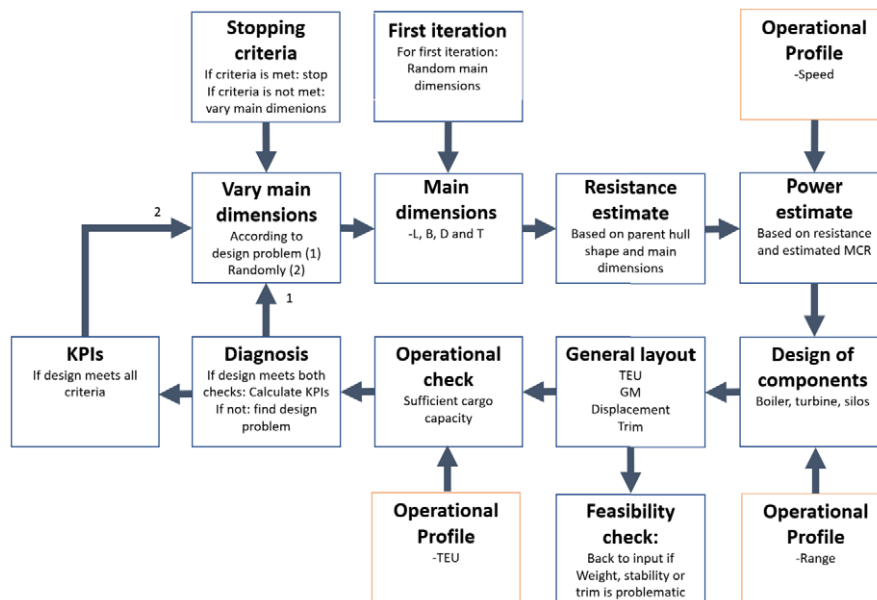 Stopping
criteria
If criteria is met: stop
If criteria is not met:
vary main dimenions
First iteration
For first iteration:
Random main
dimensions
Operational
Profile
-Speed
2
Vary main
dimensions
According to
design problem (1)
Randomly (2)
Main
dimensions
-L, B, D and T
Resistance
estimate
Based on parent hull
shape and main
dimensions
Power
estimate
Based on resistance
and estimated MCR
1
KPIs
If design meets all
criteria
Diagnosis
If design meets both
checks: Calculate KPIs
If not: find design
problem
Operational
check
Sufficient cargo
capacity
General layout
TEU
GM
Displacement
Trim
Design of
components
Boiler, turbine, silos
Operational
Profile
-TEU
Feasibility
check:
Back to input if
Weight, stability or
trim is problematic
Operational
Profile
-Range